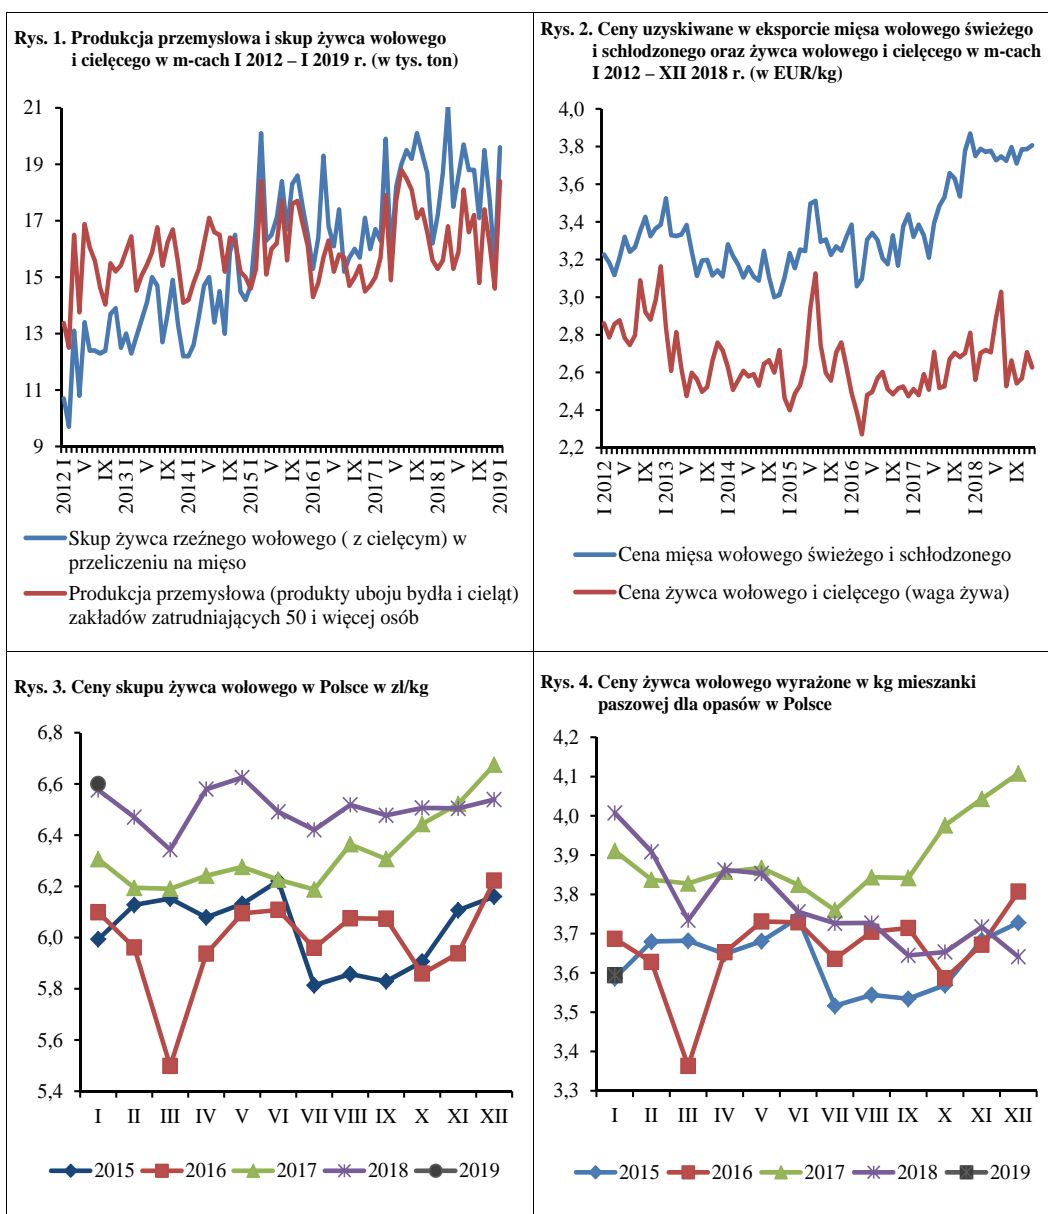 Rys. 1. Produkcja przemysłowa i skup żywca wołowego
i cielęcego w m-cach I 2012 – I 2019 r. (w tys. ton)
21
19
17
15
13
11
9
2012 I
V
IX
2013 I
V
IX
2014 I
V
IX
2015 I
V
IX
2016 I
V
IX
2017 I
V
IX
2018 I
V
IX
2019 I
Skup żywca rzeźnego wołowego ( z cielęcym) w
przeliczeniu na mięso
Produkcja przemysłowa (produkty uboju bydła i cieląt)
zakładów zatrudniających 50 i więcej osób
Rys. 2. Ceny uzyskiwane w eksporcie mięsa wołowego świeżego
i schłodzonego oraz żywca wołowego i cielęcego w m-cach
I 2012 – XII 2018 r. (w EUR/kg)
4,0
3,8
3,6
3,4
3,2
3,0
2,8
2,6
2,4
2,2
I 2012
V
IX
I 2013
V
IX
I 2014
V
IX
I 2015
V
IX
I 2016
V
IX
I 2017
V
IX
I 2018
V
IX
Cena mięsa wołowego świeżego i schłodzonego
Cena żywca wołowego i cielęcego (waga żywa)
Rys. 3. Ceny skupu żywca wołowego w Polsce w zł/kg
6,8
6,6
6,4
6,2
6,0
5,8
5,6
5,4
I II III IV V VI VII VIII IX X XI XII
2015 2016 2017 2018 2019
Rys. 4. Ceny żywca wołowego wyrażone w kg mieszanki
paszowej dla opasów w Polsce
4,2
4,1
4,0
3,9
3,8
3,7
3,6
3,5
3,4
3,3
I II III IV V VI VII VIII IX X XI XII
2015 2016 2017 2018 2019